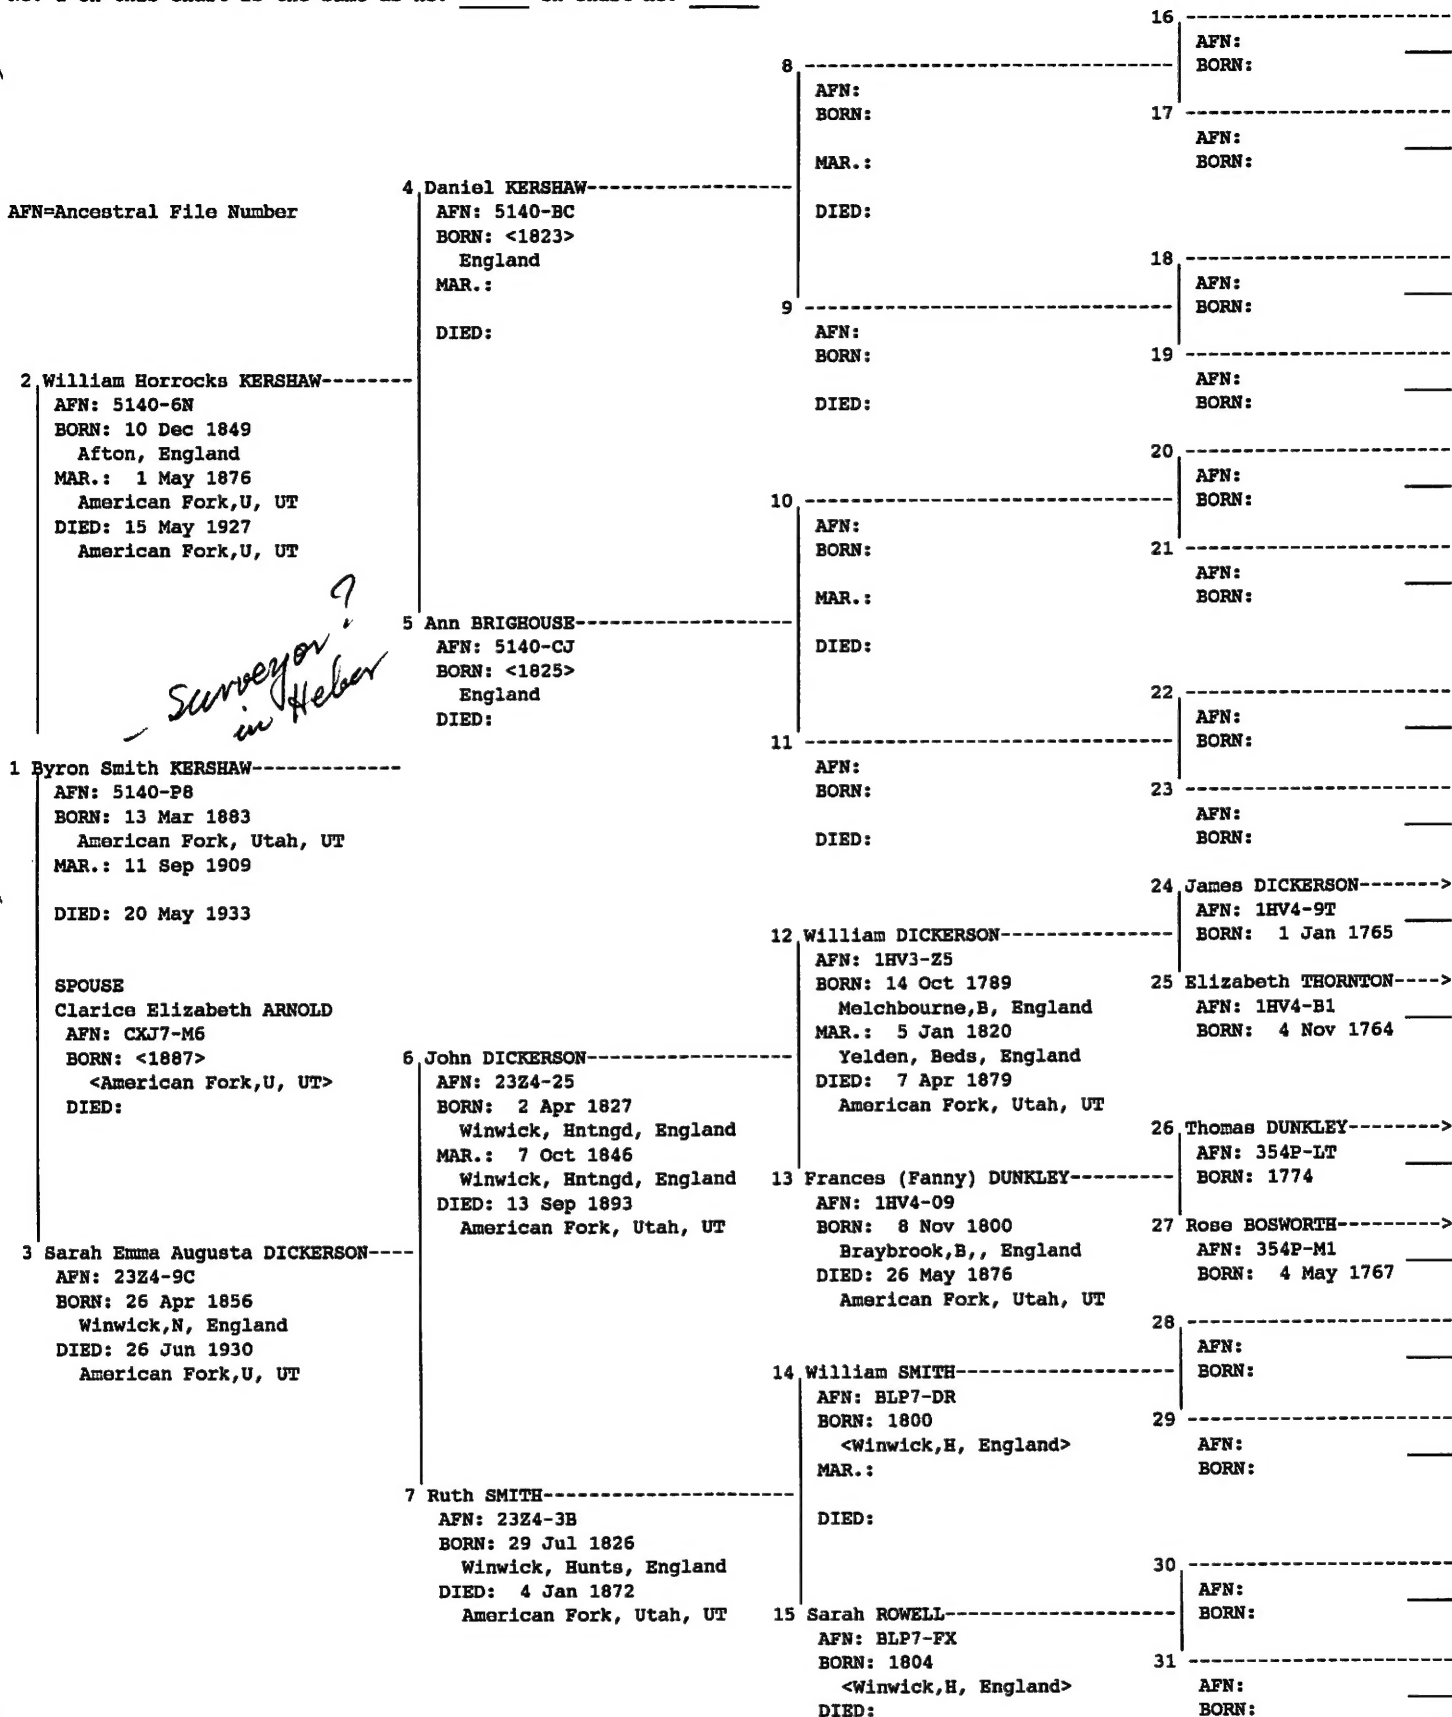 AFN=Ancestral File Number
1 Byron Smith KERSHAW
AFN: 5140-P8
BORN: 13 Mar 1883
American Fork, Utah, UT
MAR.: 11 Sep 1909
DIED: 20 May 1933
SPOUSE
Clarice Elizabeth ARNOLD
AFN: CXJ7-M6
BORN: <1887>
<American Fork,U, UT>
DIED:
- Surveyor?
in Heber
2 William Horrocks KERSHAW
AFN: 5140-6N
BORN: 10 Dec 1849
Afton, England
MAR.: 1 May 1876
American Fork,U, UT
DIED: 15 May 1927
American Fork,U, UT
3 Sarah Emma Augusta DICKERSON
AFN: 23Z4-9C
BORN: 26 Apr 1856
Winwick,N, England
DIED: 26 Jun 1930
American Fork,U, UT
4 Daniel KERSHAW
AFN: 5140-BC
BORN: <1823>
England
MAR.:
DIED:
5 Ann BRIGHOUSE
AFN: 5140-CJ
BORN: <1825>
England
DIED:
6 John DICKERSON
AFN: 23Z4-25
BORN: 2 Apr 1827
Winwick, Hntngd, England
MAR.: 7 Oct 1846
Winwick, Hntngd, England
DIED: 13 Sep 1893
American Fork, Utah, UT
7 Ruth SMITH
AFN: 23Z4-3B
BORN: 29 Jul 1826
Winwick, Hunts, England
DIED: 4 Jan 1872
American Fork, Utah, UT
8
AFN:
BORN:
MAR.:
DIED:
9
AFN:
BORN:
DIED:
10
AFN:
BORN:
MAR.:
DIED:
11
AFN:
BORN:
DIED:
12 William DICKERSON
AFN: 1HV3-Z5
BORN: 14 Oct 1789
Melchbourne,B, England
MAR.: 5 Jan 1820
Yelden, Beds, England
DIED: 7 Apr 1879
American Fork, Utah, UT
13 Frances (Fanny) DUNKLEY
AFN: 1HV4-09
BORN: 8 Nov 1800
Braybrook,B,, England
DIED: 26 May 1876
American Fork, Utah, UT
14 William SMITH
AFN: BLP7-DR
BORN: 1800
<Winwick,H, England>
MAR.:
DIED:
15 Sarah ROWELL
AFN: BLP7-FX
BORN: 1804
<Winwick,H, England>
DIED:
16
AFN:
BORN:
17
AFN:
BORN:
18
AFN:
BORN:
19
AFN:
BORN:
20
AFN:
BORN:
21
AFN:
BORN:
22
AFN:
BORN:
23
AFN:
BORN:
24 James DICKERSON------->
AFN: 1HV4-9T
BORN: 1 Jan 1765
25 Elizabeth THORNTON---->
AFN: 1HV4-B1
BORN: 4 Nov 1764
26 Thomas DUNKLEY-------->
AFN: 354P-LT
BORN: 1774
27 Rose BOSWORTH--------->
AFN: 354P-M1
BORN: 4 May 1767
28
AFN:
BORN:
29
AFN:
BORN:
30
AFN:
BORN:
31
AFN:
BORN: